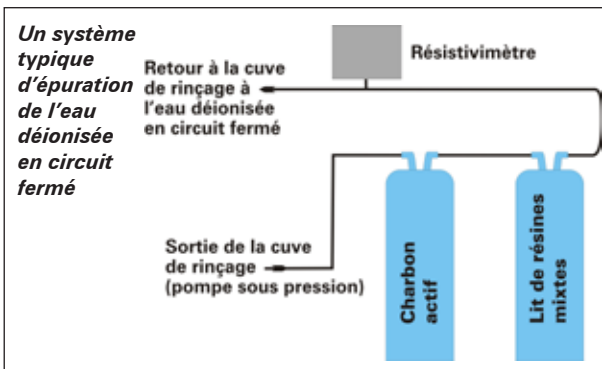 Un système
typique
d'épuration
de l'eau
déionisée
en circuit
fermé
Retour à la cuve
de rinçage à
l'eau déionisée
en circuit fermé
Résistivimètre
Sortie de la cuve
de rinçage
(pompe sous pression)
Charbon
actif
Lit de résines
mixtes